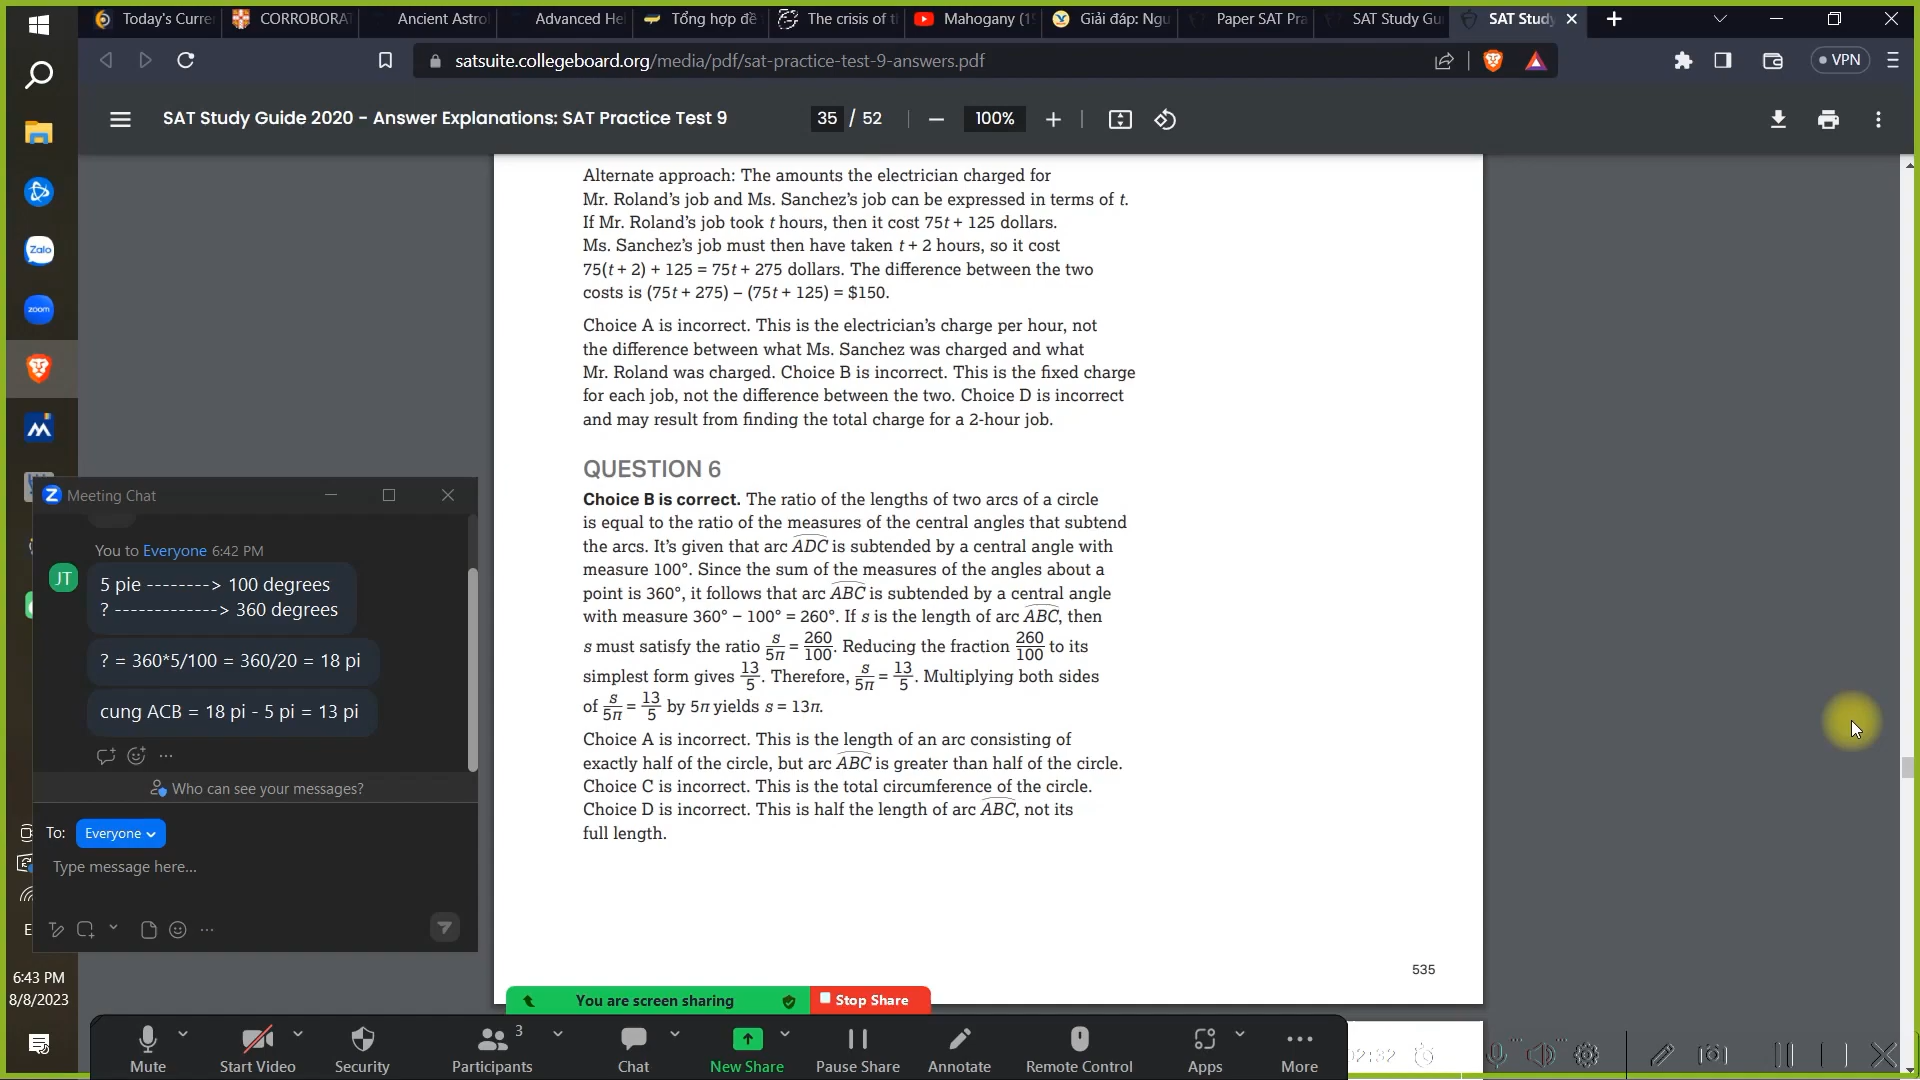 Today's Curre
CORROBORAT
Ancient Astrol
Advanced He
Tổng hợp đề
The crisis of t
Mahogany (1
Giải đáp: Ngu
Paper SAT Pra
SAT Study Gu
SAT Study
satsuite.collegeboard.org/media/pdf/sat-practice-test-9-answers.pdf
VPN
SAT Study Guide 2020 - Answer Explanations: SAT Practice Test 9
35 / 52
100%
Alternate approach: The amounts the electrician charged for
Mr. Roland's job and Ms. Sanchez's job can be expressed in terms of t.
If Mr. Roland's job took t hours, then it cost 75t + 125 dollars.
Ms. Sanchez's job must then have taken t + 2 hours, so it cost
75(t + 2) + 125 = 75t + 275 dollars. The difference between the two
costs is (75t + 275) – (75t + 125) = $150.
Choice A is incorrect. This is the electrician's charge per hour, not
the difference between what Ms. Sanchez was charged and what
Mr. Roland was charged. Choice B is incorrect. This is the fixed charge
for each job, not the difference between the two. Choice D is incorrect
and may result from finding the total charge for a 2-hour job.
QUESTION 6
Choice B is correct. The ratio of the lengths of two arcs of a circle
is equal to the ratio of the measures of the central angles that subtend
the arcs. It's given that arc ADC is subtended by a central angle with
measure 100°. Since the sum of the measures of the angles about a
point is 360°, it follows that arc ABC is subtended by a central angle
with measure 360° − 100° = 260°. If s is the length of arc ABC, then
s must satisfy the ratio s/5π = 260/100. Reducing the fraction 260/100 to its
simplest form gives 13/5. Therefore, s/5π = 13/5. Multiplying both sides
of s/5π = 13/5 by 5π yields s = 13π.
Choice A is incorrect. This is the length of an arc consisting of
exactly half of the circle, but arc ABC is greater than half of the circle.
Choice C is incorrect. This is the total circumference of the circle.
Choice D is incorrect. This is half the length of arc ABC, not its
full length.
535
Zalo
zoom
Meeting Chat
You to Everyone 6:42 PM
JT
5 pie --------> 100 degrees
? -------------> 360 degrees
? = 360*5/100 = 360/20 = 18 pi
cung ACB = 18 pi - 5 pi = 13 pi
Who can see your messages?
To: Everyone
Type message here...
6:43 PM
8/8/2023
You are screen sharing
Stop Share
Mute
Start Video
Security
3
Participants
Chat
New Share
Pause Share
Annotate
Remote Control
Apps
More